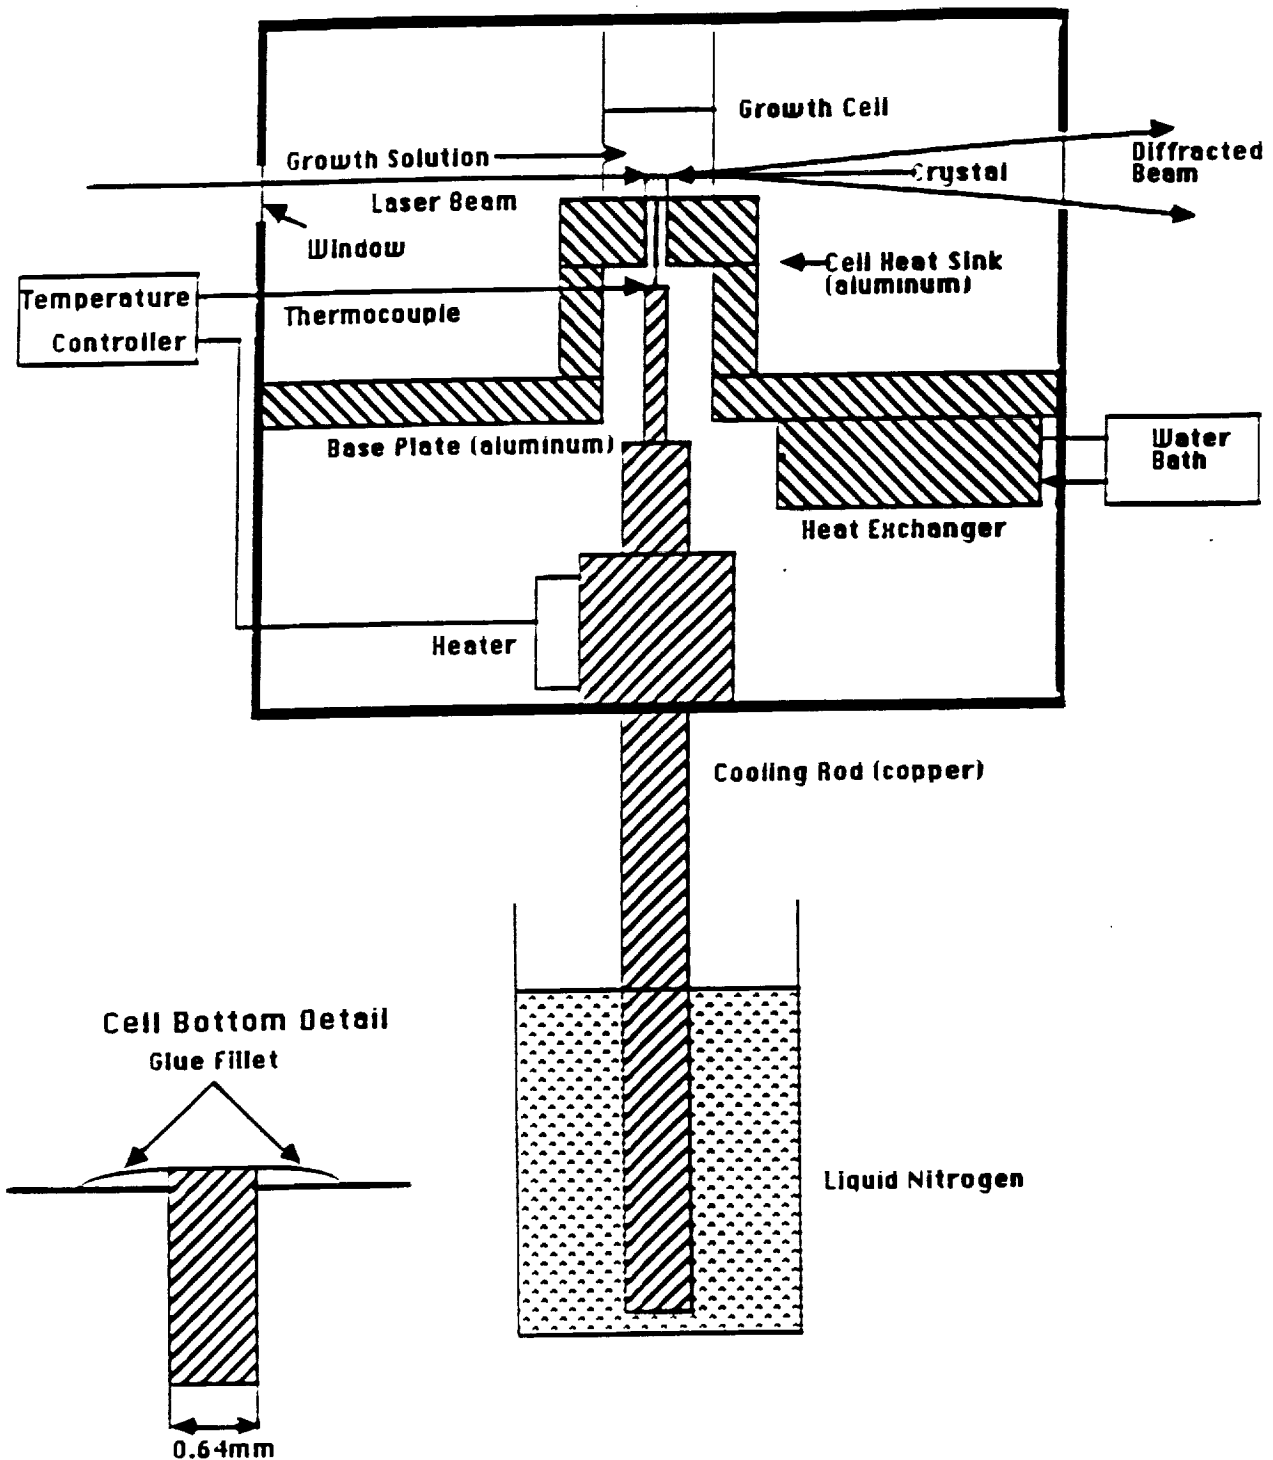 Growth Cell
Growth Solution
Diffracted
Beam
Crystal
Laser Beam
Window
Cell Heat Sink
(aluminum)
Temperature
Controller
Thermocouple
Base Plate (aluminum)
Water
Bath
Heat Exchanger
Heater
Cooling Rod (copper)
Cell Bottom Detail
Glue Fillet
Liquid Nitrogen
0.64mm